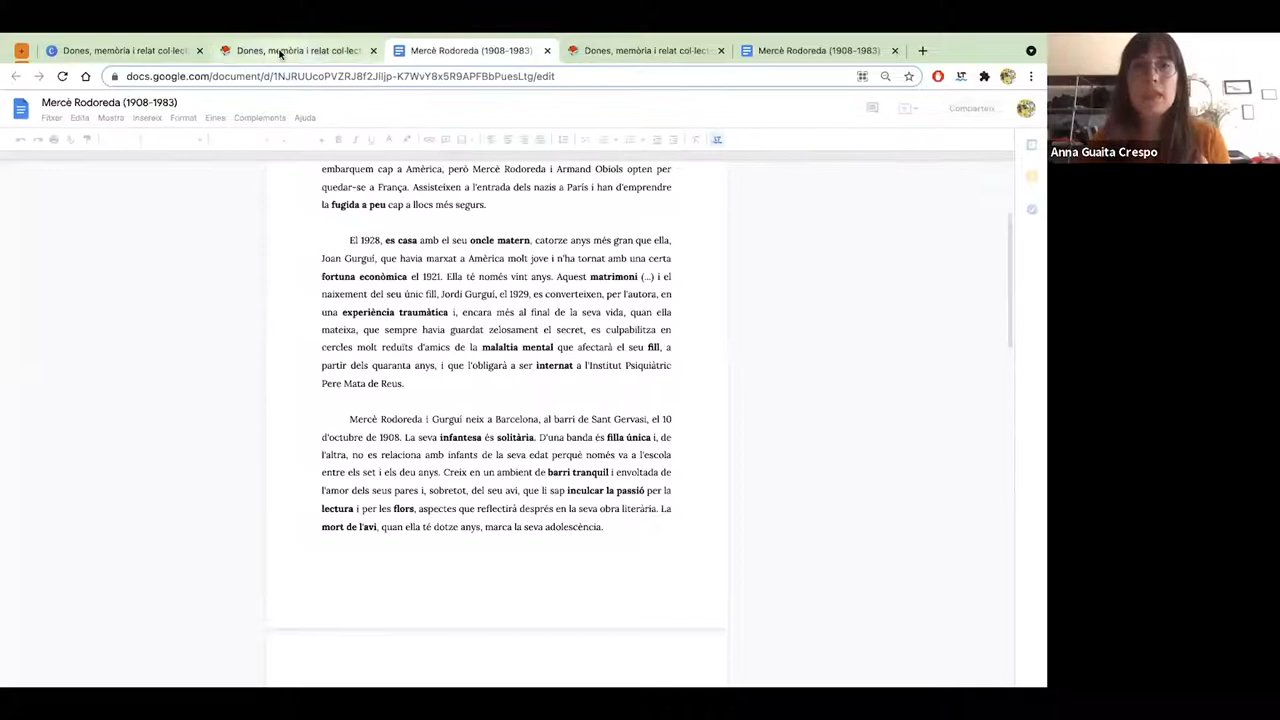 Dones, memòria i relat col·lect
Dones, memòria i relat col·lect
Mercè Rodoreda (1908-1983)
Dones, memòria i relat col·lect
Mercè Rodoreda (1908-1983)
docs.google.com/document/d/1NJRUUcoPVZRJ8f2JIijp-K7WvY8x5R9APFBbPuesLtg/edit
Mercè Rodoreda (1908-1983)
Fitxer Edita Mostra Insereix Format Eines Complements Ajuda
Comparteix
embarquem cap a Amèrica, però Mercè Rodoreda i Armand Obiols opten per
quedar-se a França. Assisteixen a l'entrada dels nazis a París i han d'emprendre
la fugida a peu cap a llocs més segurs.
El 1928, es casa amb el seu oncle matern, catorze anys més gran que ella,
Joan Gurguí, que havia marxat a Amèrica molt jove i n'ha tornat amb una certa
fortuna econòmica el 1921. Ella té només vint anys. Aquest matrimoni (...) i el
naixement del seu únic fill, Jordi Gurguí, el 1929, es converteixen, per l'autora, en
una experiència traumàtica i, encara més al final de la seva vida, quan ella
mateixa, que sempre havia guardat zelosament el secret, es culpabilitza en
cercles molt reduïts d'amics de la malaltia mental que afectarà el seu fill, a
partir dels quaranta anys, i que l'obligarà a ser internat a l'Institut Psiquiàtric
Pere Mata de Reus.
Mercè Rodoreda i Gurguí neix a Barcelona, al barri de Sant Gervasi, el 10
d'octubre de 1908. La seva infantesa és solitària. D'una banda és filla única i, de
l'altra, no es relaciona amb infants de la seva edat perquè només va a l'escola
entre els set i els deu anys. Creix en un ambient de barri tranquil i envoltada de
l'amor dels seus pares i, sobretot, del seu avi, que li sap inculcar la passió per la
lectura i per les flors, aspectes que reflectirà després en la seva obra literària. La
mort de l'avi, quan ella té dotze anys, marca la seva adolescència.
Anna Guaita Crespo